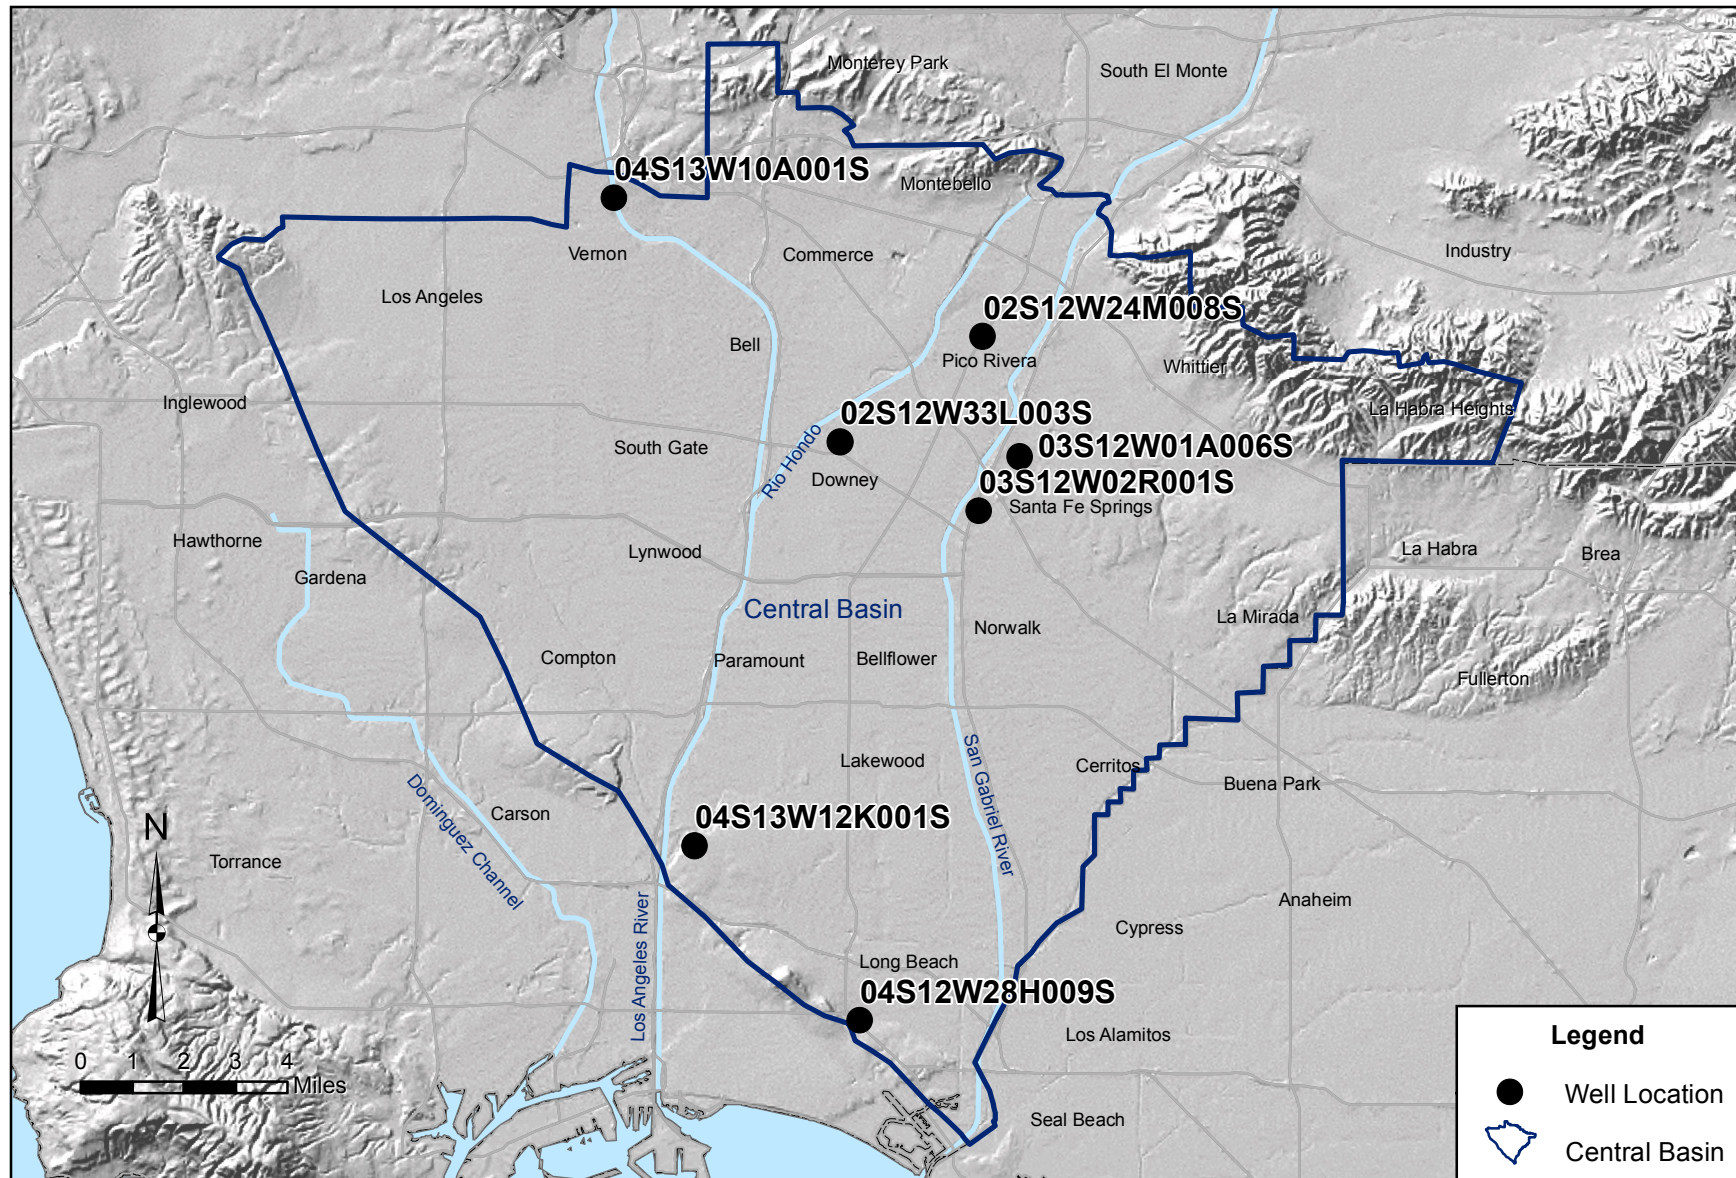 Monterey Park
South El Monte
04S13W10A001S
Montebello
Vernon
Commerce
Industry
Los Angeles
02S12W24M008S
Bell
Pico Rivera
Whittier
Inglewood
02S12W33L003S
La Habra Heights
South Gate
Rio Hondo
03S12W01A006S
Downey
03S12W02R001S
Santa Fe Springs
Hawthorne
Lynwood
La Habra
Brea
Gardena
Central Basin
La Mirada
Norwalk
Compton
Paramount
Bellflower
Fullerton
Lakewood
San Gabriel River
Cerritos
Buena Park
Dominguez Channel
Carson
04S13W12K001S
N
Torrance
Anaheim
Cypress
Los Angeles River
Long Beach
04S12W28H009S
Los Alamitos
0 1 2 3 4
Miles
Seal Beach
Legend
Well Location
Central Basin